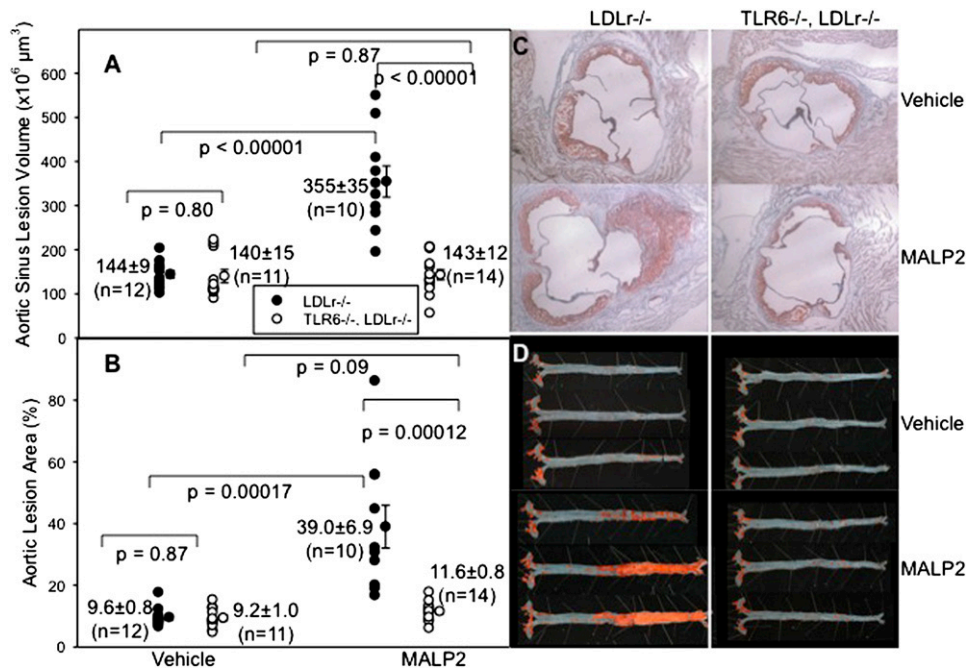 LDLr-/-
TLR6-/-, LDLr-/-
A
Aortic Sinus Lesion Volume (x10⁶ µm³)
600
500
400
300
200
100
0
p = 0.87
p < 0.00001
p < 0.00001
p = 0.80
355±35
(n=10)
144±9
(n=12)
140±15
(n=11)
143±12
(n=14)
LDLr-/-
TLR6-/-, LDLr-/-
C
Vehicle
MALP2
B
Aortic Lesion Area (%)
80
60
40
20
0
p = 0.09
p = 0.00012
p = 0.00017
p = 0.87
39.0±6.9
(n=10)
9.6±0.8
(n=12)
9.2±1.0
(n=11)
11.6±0.8
(n=14)
Vehicle
MALP2
D
Vehicle
MALP2